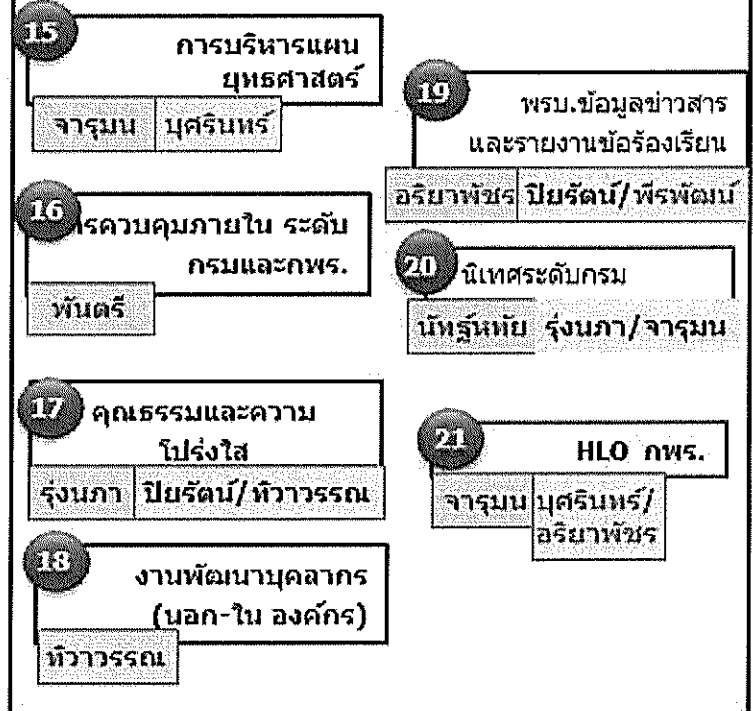 15
การบริหารแผน
ยุทธศาสตร์
จารุมน บุศรินทร์
16
ารควบคุมภายใน ระดับ
กรมและกพร.
พันตรี
17
คุณธรรมและความ
โปร่งใส
รุ่งนภา ปิยรัตน์/ทิวาวรรณ
18
งานพัฒนาบุคลากร
(นอก-ใน องค์กร)
ทิวาวรรณ
19
พรบ.ข้อมูลข่าวสาร
และรายงานข้อร้องเรียน
อริยาพัชร ปิยรัตน์/พีรพัฒน์
20
นิเทศระดับกรม
นัทธ์หทัย รุ่งนภา/จารุมน
21
HLO กพร.
จารุมน บุศรินทร์/
อริยาพัชร